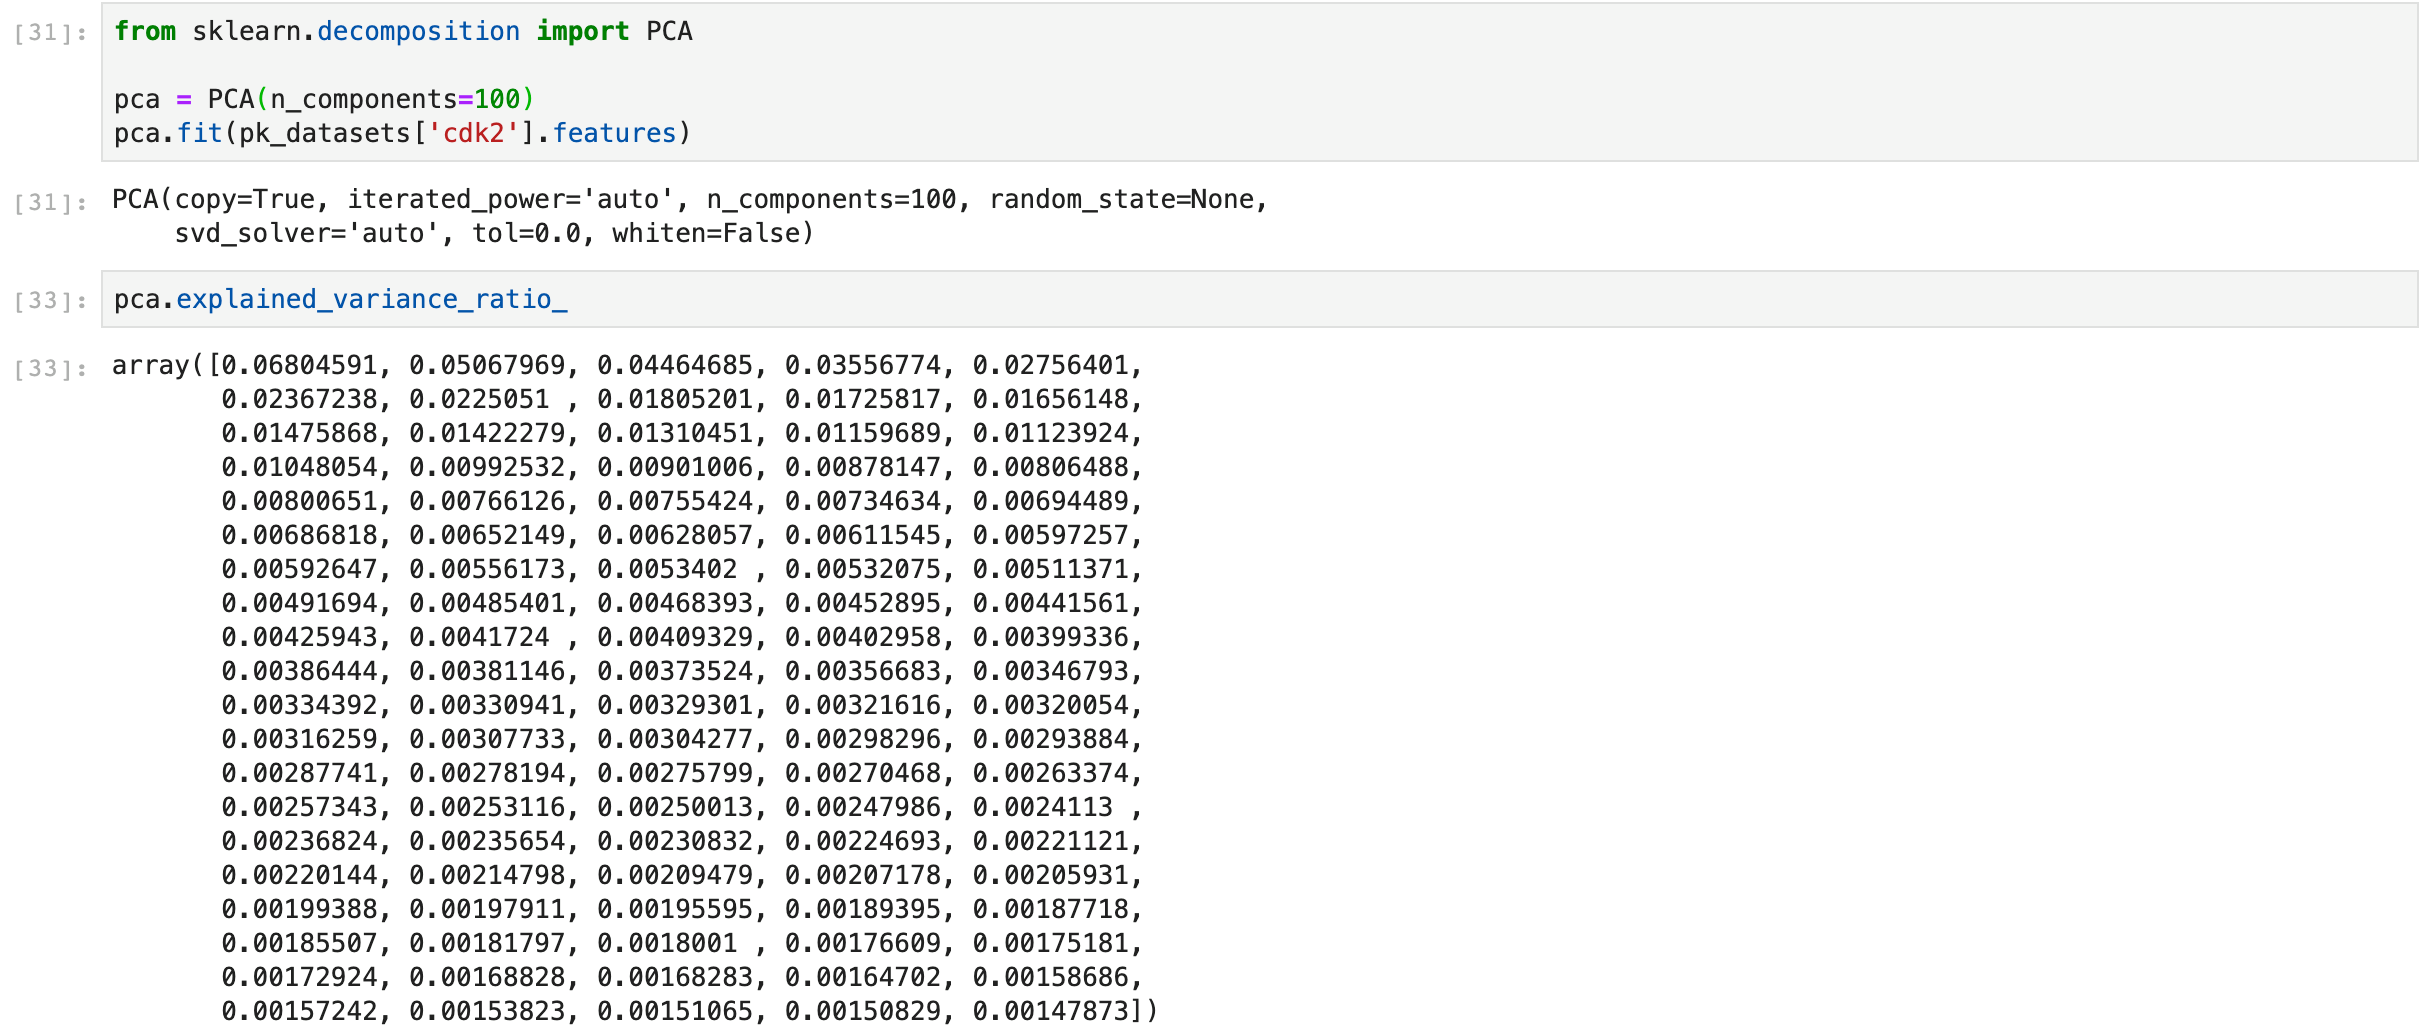 [31]: from sklearn.decomposition import PCA
pca = PCA(n_components=100)
pca.fit(pk_datasets['cdk2'].features)
[31]: PCA(copy=True, iterated_power='auto', n_components=100, random_state=None,
svd_solver='auto', tol=0.0, whiten=False)
[33]: pca.explained_variance_ratio_
[33]: array([0.06804591, 0.05067969, 0.04464685, 0.03556774, 0.02756401,
0.02367238, 0.0225051 , 0.01805201, 0.01725817, 0.01656148,
0.01475868, 0.01422279, 0.01310451, 0.01159689, 0.01123924,
0.01048054, 0.00992532, 0.00901006, 0.00878147, 0.00806488,
0.00800651, 0.00766126, 0.00755424, 0.00734634, 0.00694489,
0.00686818, 0.00652149, 0.00628057, 0.00611545, 0.00597257,
0.00592647, 0.00556173, 0.0053402 , 0.00532075, 0.00511371,
0.00491694, 0.00485401, 0.00468393, 0.00452895, 0.00441561,
0.00425943, 0.0041724 , 0.00409329, 0.00402958, 0.00399336,
0.00386444, 0.00381146, 0.00373524, 0.00356683, 0.00346793,
0.00334392, 0.00330941, 0.00329301, 0.00321616, 0.00320054,
0.00316259, 0.00307733, 0.00304277, 0.00298296, 0.00293884,
0.00287741, 0.00278194, 0.00275799, 0.00270468, 0.00263374,
0.00257343, 0.00253116, 0.00250013, 0.00247986, 0.0024113 ,
0.00236824, 0.00235654, 0.00230832, 0.00224693, 0.00221121,
0.00220144, 0.00214798, 0.00209479, 0.00207178, 0.00205931,
0.00199388, 0.00197911, 0.00195595, 0.00189395, 0.00187718,
0.00185507, 0.00181797, 0.0018001 , 0.00176609, 0.00175181,
0.00172924, 0.00168828, 0.00168283, 0.00164702, 0.00158686,
0.00157242, 0.00153823, 0.00151065, 0.00150829, 0.00147873])